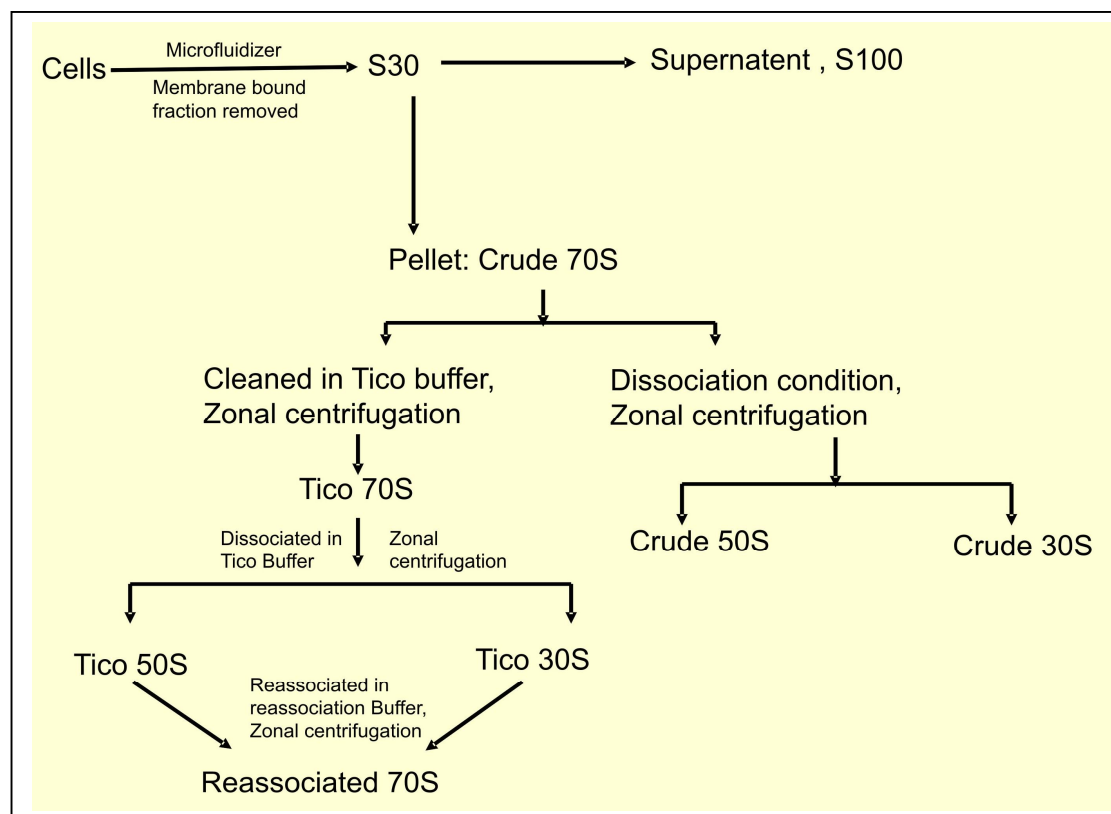 Cells
Microfluidizer
Membrane bound
fraction removed
S30
Supernatent , S100
Pellet: Crude 70S
Cleaned in Tico buffer,
Zonal centrifugation
Dissociation condition,
Zonal centrifugation
Tico 70S
Dissociated in
Tico Buffer
Zonal
centrifugation
Crude 50S
Crude 30S
Tico 50S
Tico 30S
Reassociated in
reassociation Buffer,
Zonal centrifugation
Reassociated 70S